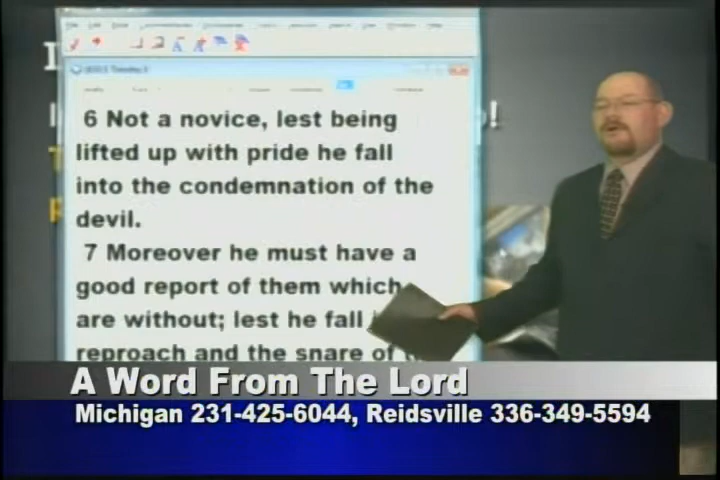 6 Not a novice, lest being
lifted up with pride he fall
into the condemnation of the
devil.
7 Moreover he must have a
good report of them which
are without; lest he fall
reproach and the snare of
A Word From The Lord
Michigan 231-425-6044, Reidsville 336-349-5594